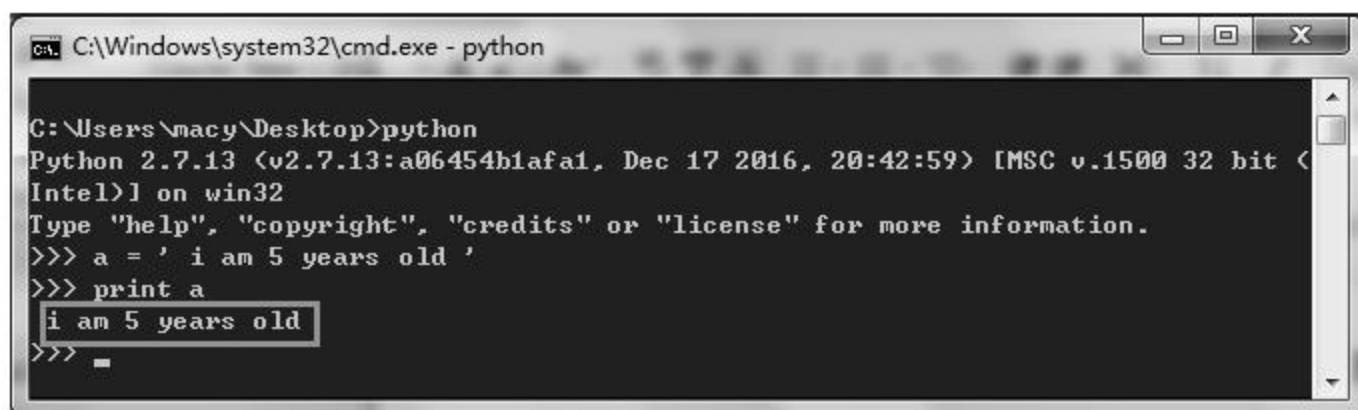 C:\Windows\system32\cmd.exe - python
C:\Users\macy\Desktop>python
Python 2.7.13 (v2.7.13:a06454b1afa1, Dec 17 2016, 20:42:59) [MSC v.1500 32 bit (
Intel)] on win32
Type "help", "copyright", "credits" or "license" for more information.
>>> a = ' i am 5 years old '
>>> print a
 i am 5 years old
>>>